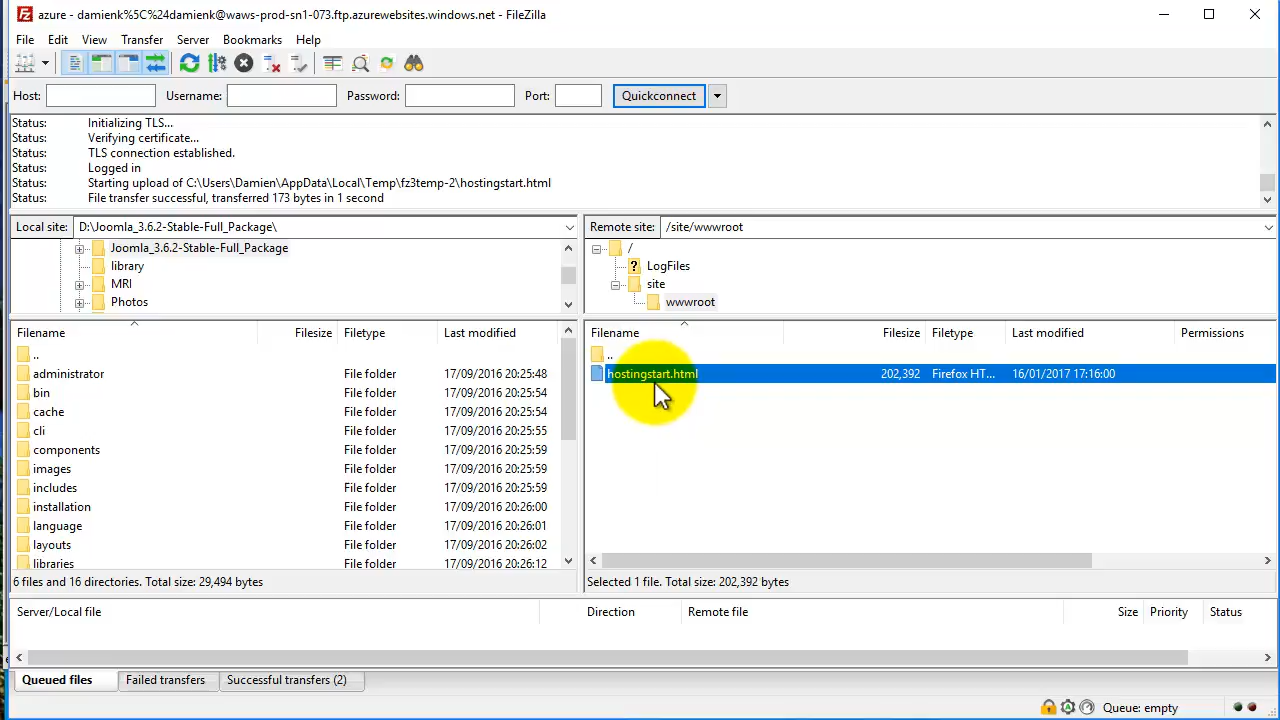 azure - damienk%5C%24damienk@waws-prod-sn1-073.ftp.azurewebsites.windows.net - FileZilla
File Edit View Transfer Server Bookmarks Help
Host: Username: Password: Port: Quickconnect
Status: Initializing TLS...
Status: Verifying certificate...
Status: TLS connection established.
Status: Logged in
Status: Starting upload of C:\Users\Damien\AppData\Local\Temp\fz3temp-2\hostingstart.html
Status: File transfer successful, transferred 173 bytes in 1 second
Local site: D:\Joomla_3.6.2-Stable-Full_Package\
Joomla_3.6.2-Stable-Full_Package
library
MRI
Photos
Filename Filesize Filetype Last modified
..
administrator File folder 17/09/2016 20:25:48
bin File folder 17/09/2016 20:25:54
cache File folder 17/09/2016 20:25:54
cli File folder 17/09/2016 20:25:55
components File folder 17/09/2016 20:25:59
images File folder 17/09/2016 20:25:59
includes File folder 17/09/2016 20:25:59
installation File folder 17/09/2016 20:26:00
language File folder 17/09/2016 20:26:01
layouts File folder 17/09/2016 20:26:02
libraries File folder 17/09/2016 20:26:12
6 files and 16 directories. Total size: 29,494 bytes
Remote site: /site/wwwroot
/
? LogFiles
site
wwwroot
Filename Filesize Filetype Last modified Permissions
..
hostingstart.html 202,392 Firefox HT... 16/01/2017 17:16:00
Selected 1 file. Total size: 202,392 bytes
Server/Local file Direction Remote file Size Priority Status
Queued files Failed transfers Successful transfers (2)
Queue: empty